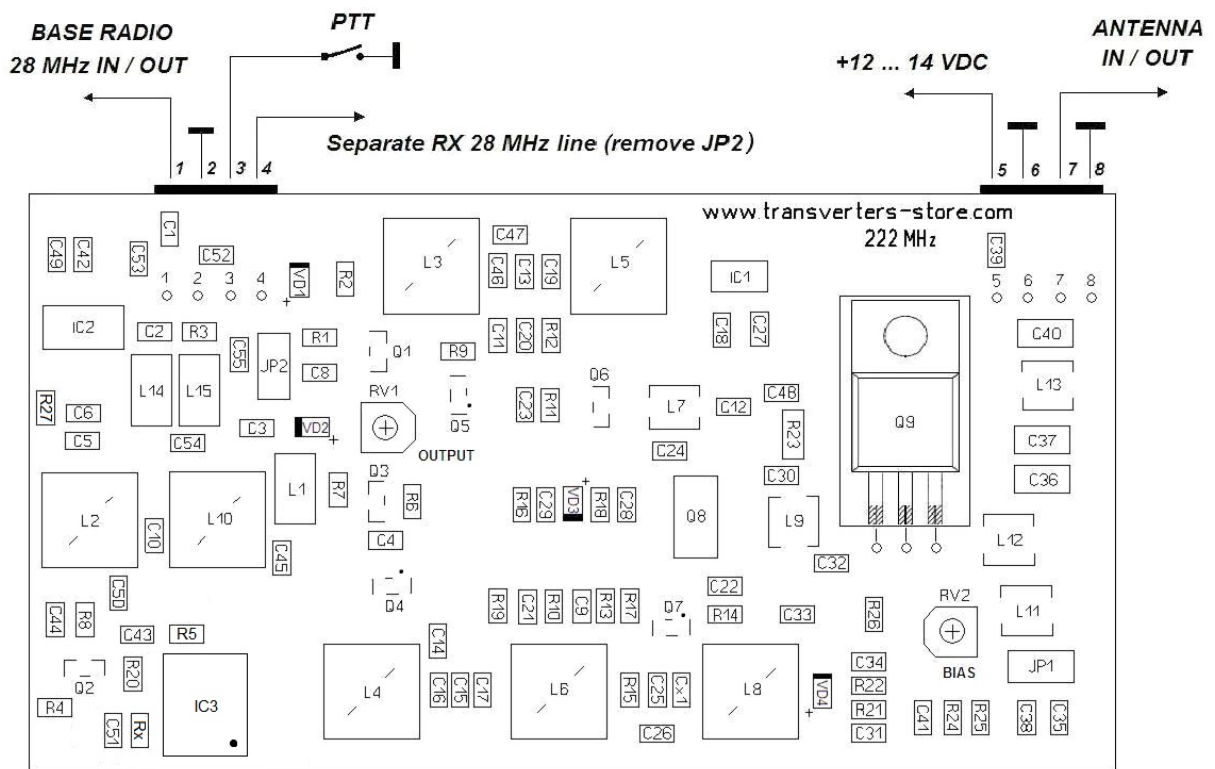 BASE RADIO
28 MHz IN / OUT
PTT
+12 ... 14 VDC
ANTENNA
IN / OUT
Separate RX 28 MHz line (remove JP2)
1 2 3 4
5 6 7 8
www.transverters-store.com
222 MHz
C49 C42 C53 C1 C52
1 2 3 4
VD1 +
R2
L3
C47
C46 C13 C19
L5
IC1
C39
5 6 7 8
IC2
C2 R3
C55
JP2
R1
C8
Q1
R9
C11 C20 R12
C18 C27
C40
L14 L15
R27
C6
C5
C54
C3
VD2 +
RV1
OUTPUT
Q5
C23 R11
Q6
L7
C12
C48
R23
C24
C30
Q9
L13
C37
C36
L2
C10
L10
L1
R7
Q3
R6
C4
C45
R16 C29 VD3 + R18 C28
Q8
L9
C32
L12
C50
C44 R8
C43
R5
Q4
R19 C21 R10 C9 R13 R17
Q7
C22
R14
C33
R26
RV2
BIAS
L11
JP1
Q2
R20
R4
C51 Rx
IC3
L4
C14
C16 C15 C17
L6
R15 C25 Cx1
C26
L8
VD4 +
C34
R22
R21
C31
C41 R24 R25
C38 C35